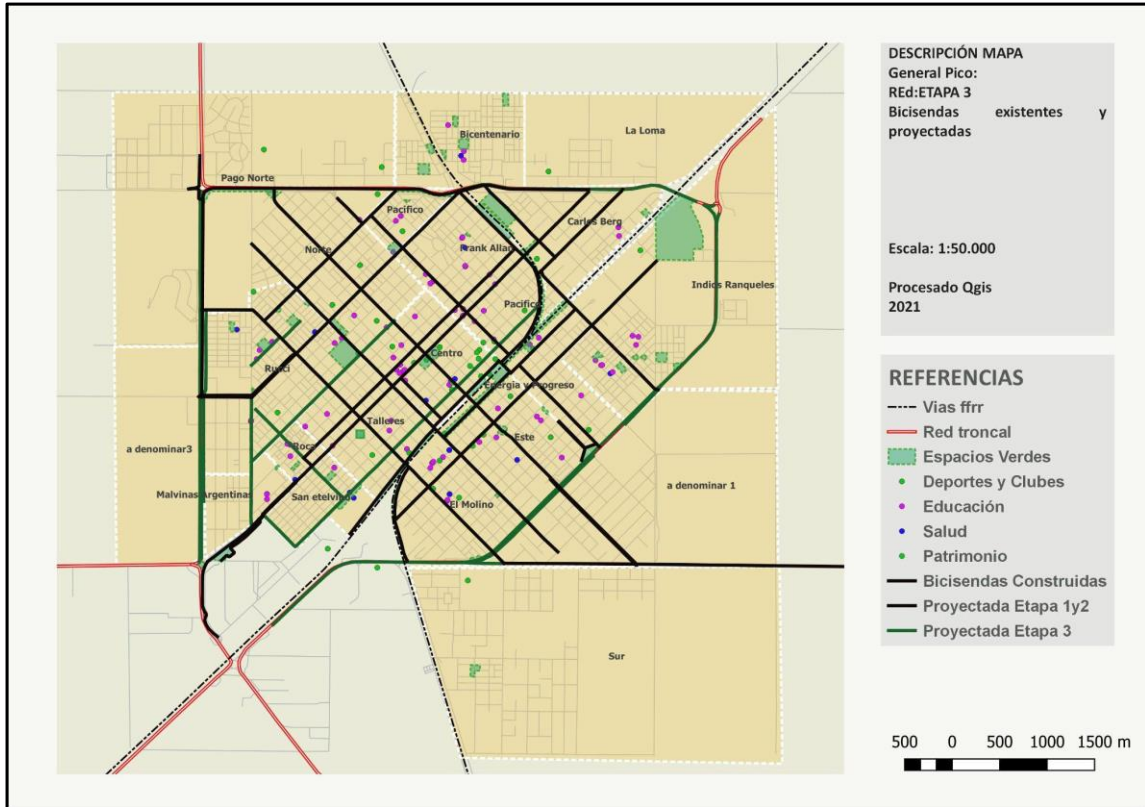 DESCRIPCIÓN MAPA
General Pico:
REd:ETAPA 3
Bicisendas existentes y
proyectadas
Escala: 1:50.000
Procesado Qgis
2021
REFERENCIAS
Vias ffrr
Red troncal
Espacios Verdes
Deportes y Clubes
Educación
Salud
Patrimonio
Bicisendas Construidas
Proyectada Etapa 1y2
Proyectada Etapa 3
500 0 500 1000 1500 m
Bicentenario
La Loma
Pago Norte
Pacifico
Carlos Berg
Norte
Frank Allan
Indios Ranqueles
Pacifico
Centro
Rucci
Energia y Progreso
Talleres
Este
Roca
a denominar3
Malvinas Argentinas
San etelvino
El Molino
a denominar 1
Sur